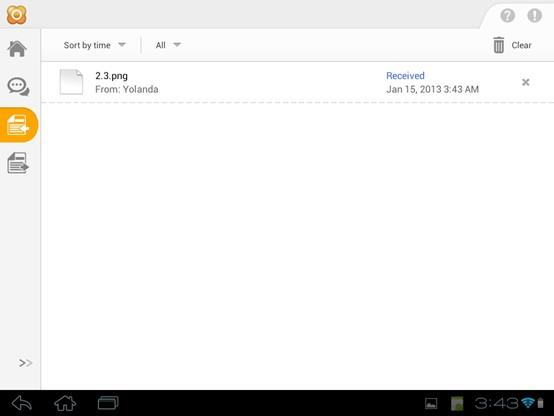 Sort by time
All
Clear
2.3.png
Received
From: Yolanda
Jan 15, 2013 3:43 AM
>>
3:43